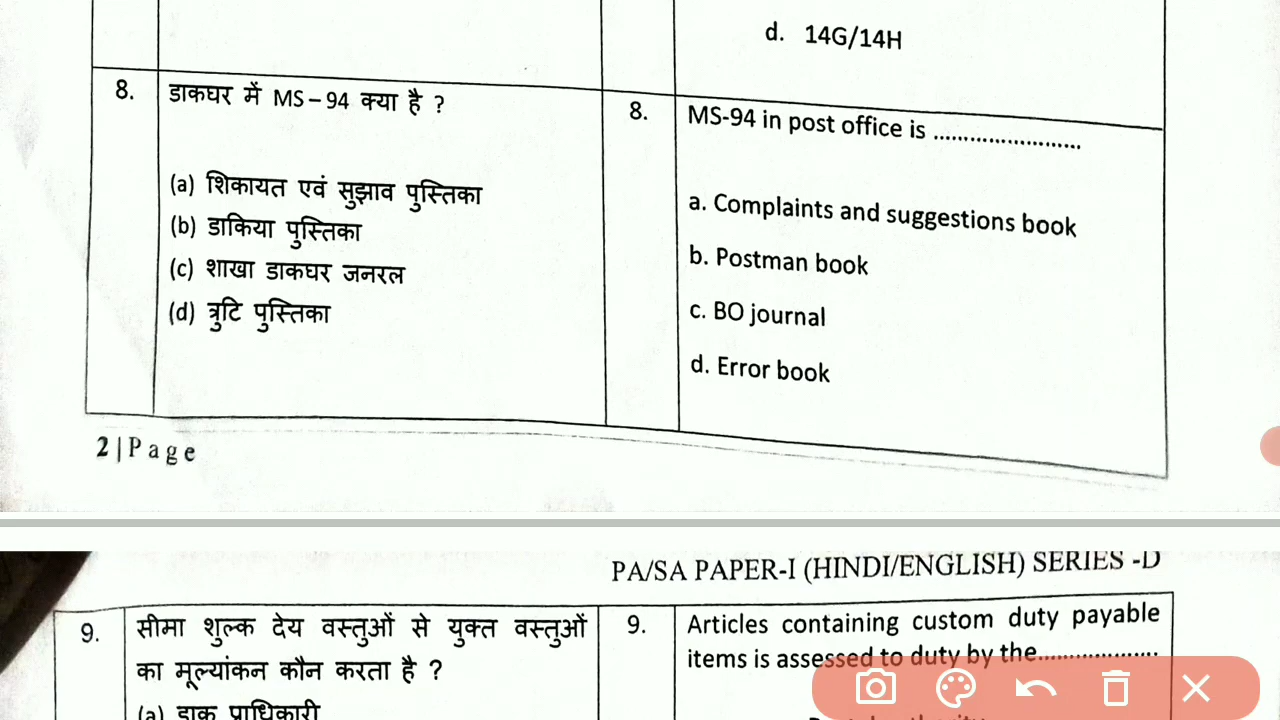 d. 14G/14H
8.
डाकघर में MS – 94 क्या है ?
(a) शिकायत एवं सुझाव पुस्तिका
(b) डाकिया पुस्तिका
(c) शाखा डाकघर जनरल
(d) त्रुटि पुस्तिका
8.
MS-94 in post office is ........................
a. Complaints and suggestions book
b. Postman book
c. BO journal
d. Error book
2 | P a g e
PA/SA PAPER-I (HINDI/ENGLISH) SERIES -D
9.
सीमा शुल्क देय वस्तुओं से युक्त वस्तुओं
का मूल्यांकन कौन करता है ?
(a) डाक प्राधिकारी
9.
Articles containing custom duty payable
items is assessed to duty by the..................